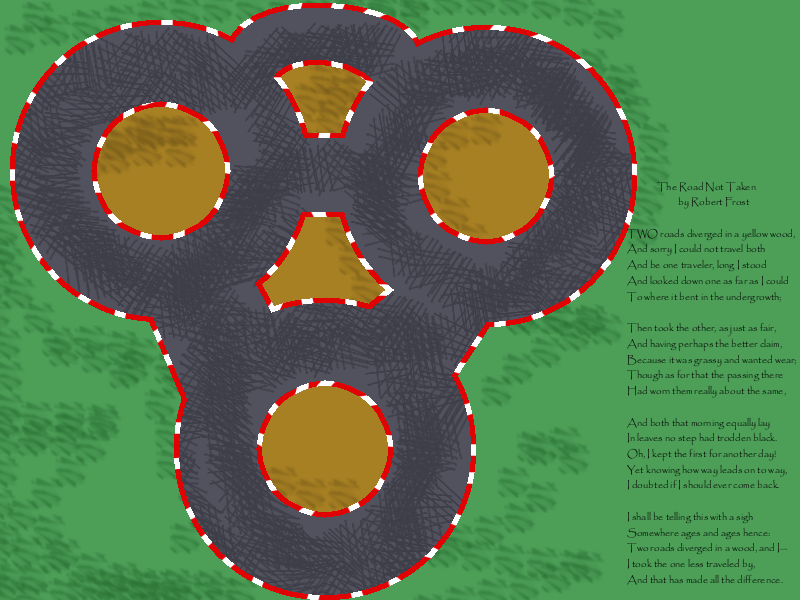 The Road Not Taken
by Robert Frost
TWO roads diverged in a yellow wood,
And sorry I could not travel both
And be one traveler, long I stood
And looked down one as far as I could
To where it bent in the undergrowth;
Then took the other, as just as fair,
And having perhaps the better claim,
Because it was grassy and wanted wear;
Though as for that the passing there
Had worn them really about the same,
And both that morning equally lay
In leaves no step had trodden black.
Oh, I kept the first for another day!
Yet knowing how way leads on to way,
I doubted if I should ever come back.
I shall be telling this with a sigh
Somewhere ages and ages hence:
Two roads diverged in a wood, and I--
I took the one less traveled by,
And that has made all the difference.